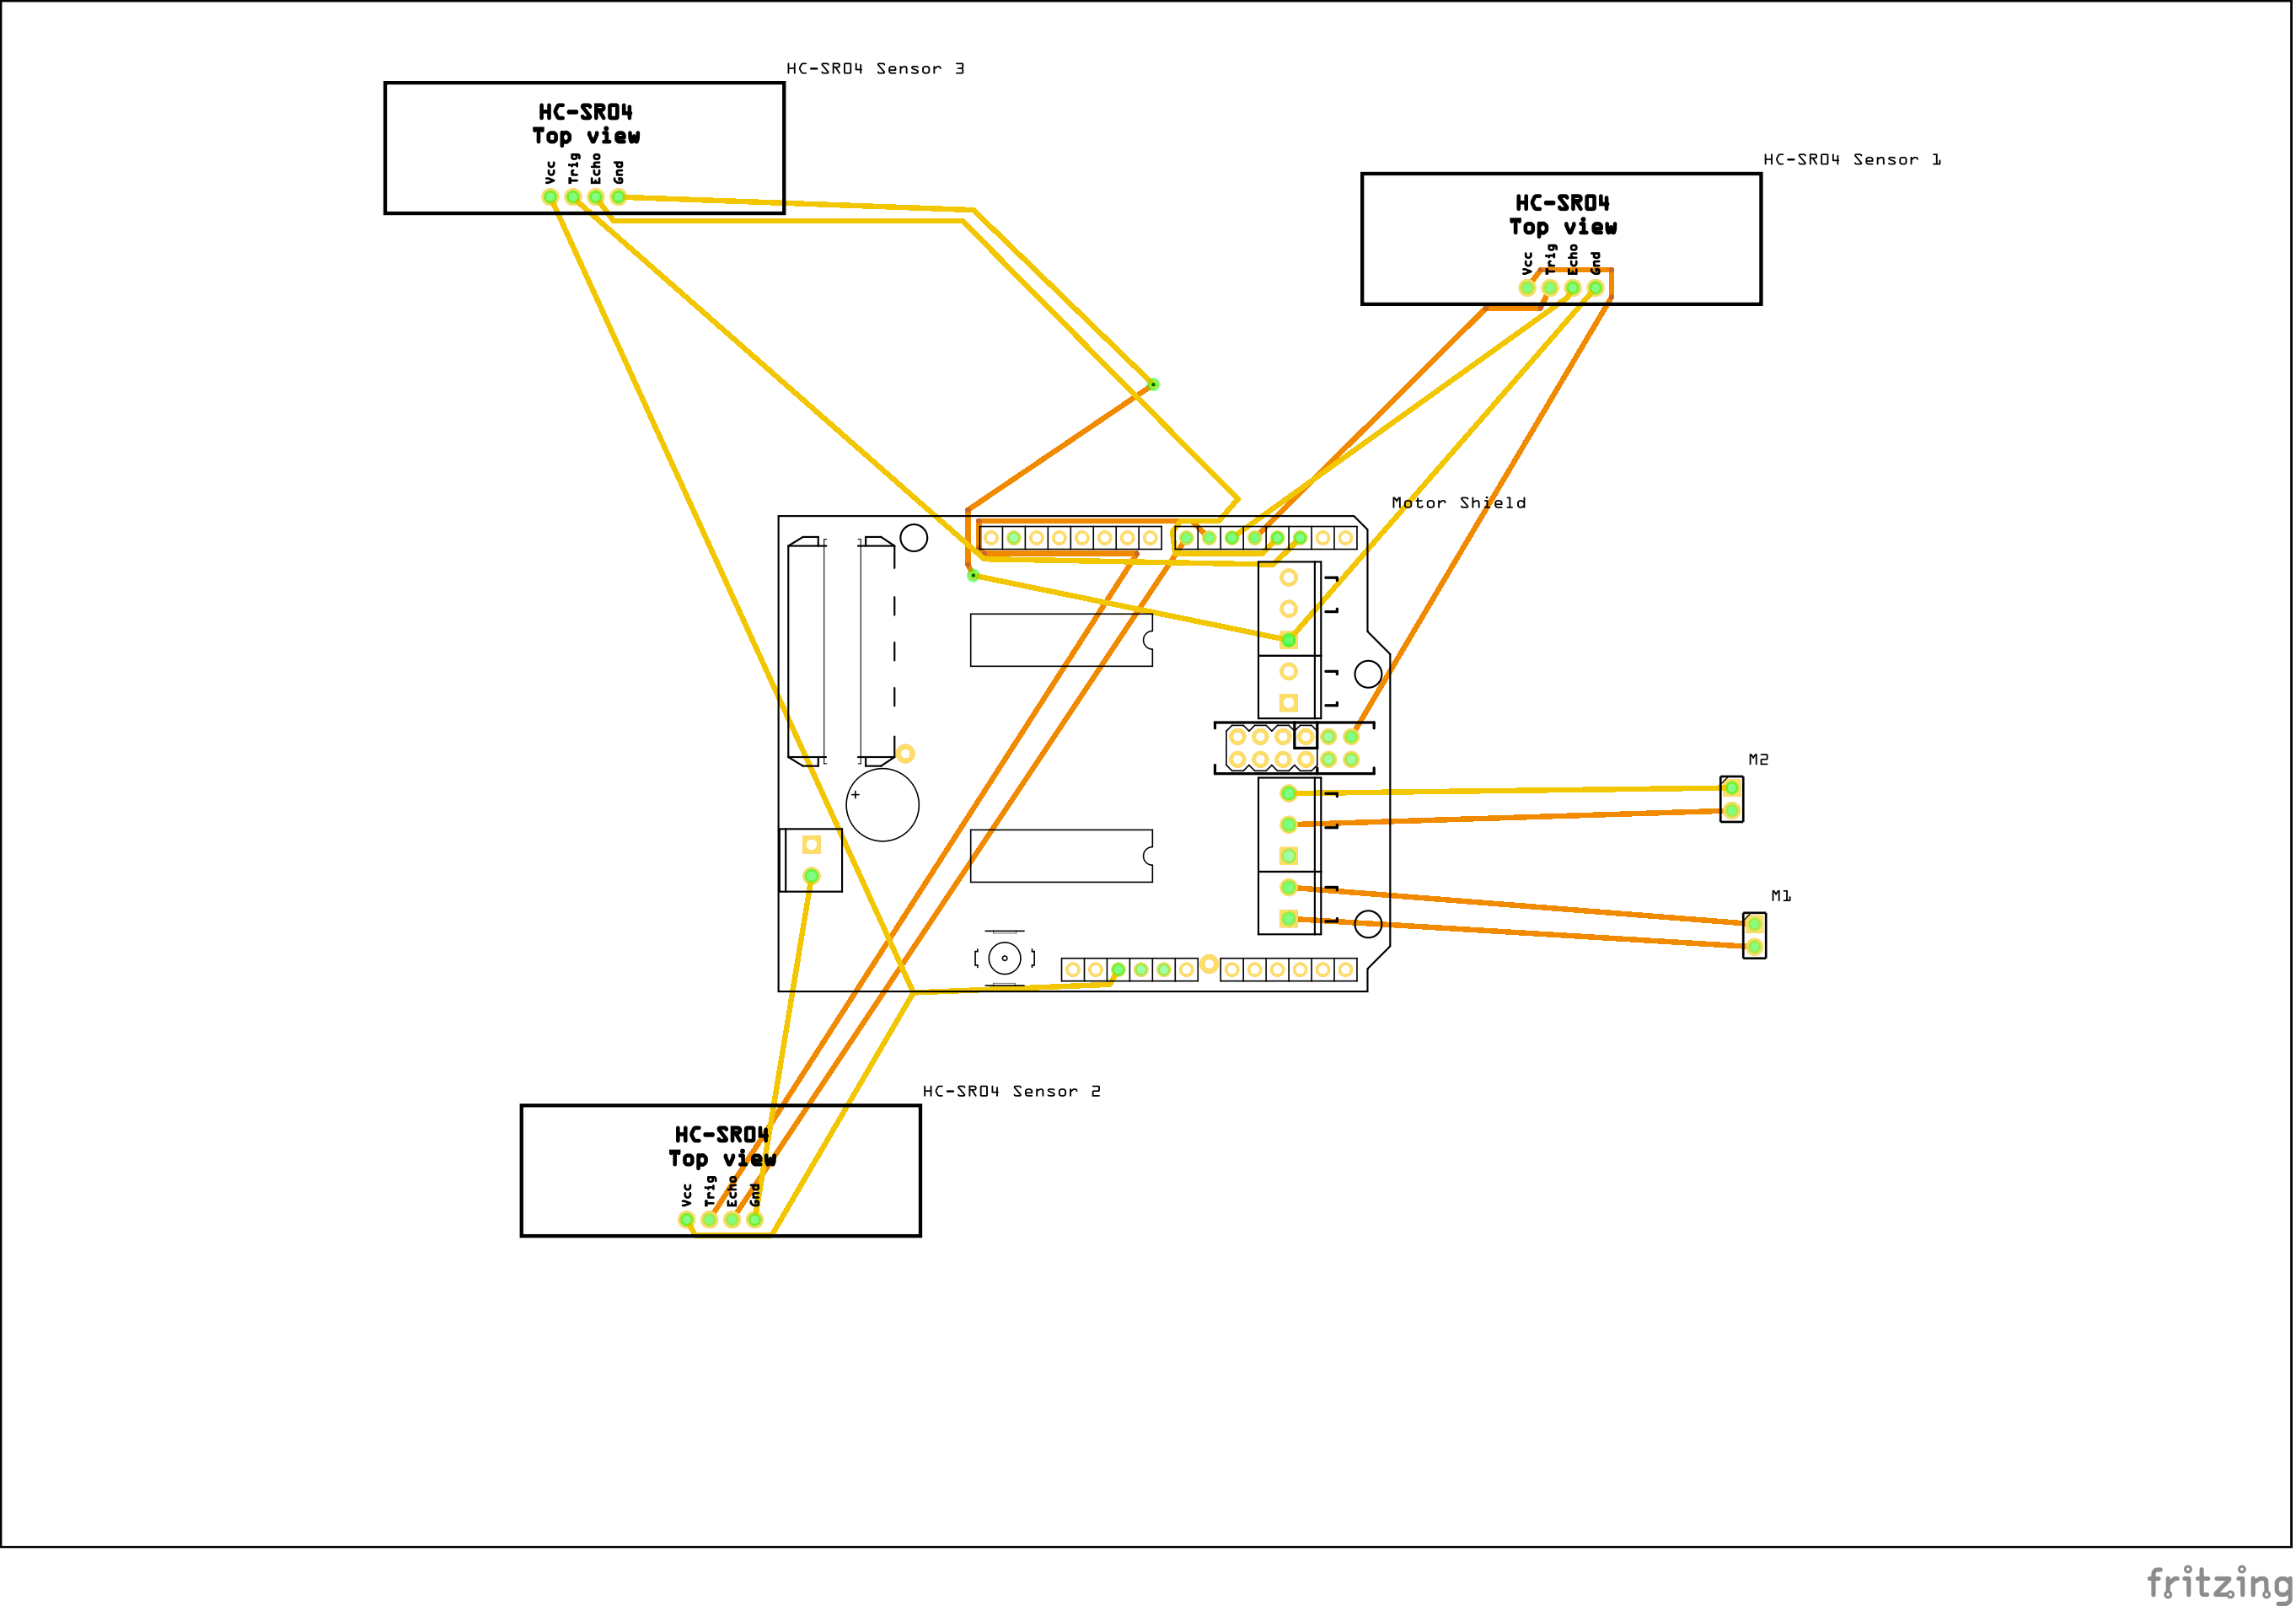 HC-SR04 Sensor 3
HC-SR04
Top view
Vcc
Trig
Echo
Gnd
HC-SR04 Sensor 1
HC-SR04
Top view
Vcc
Trig
Echo
Gnd
Motor Shield
M2
+
M1
HC-SR04 Sensor 2
HC-SR04
Top view
Vcc
Trig
Echo
Gnd
fritzing